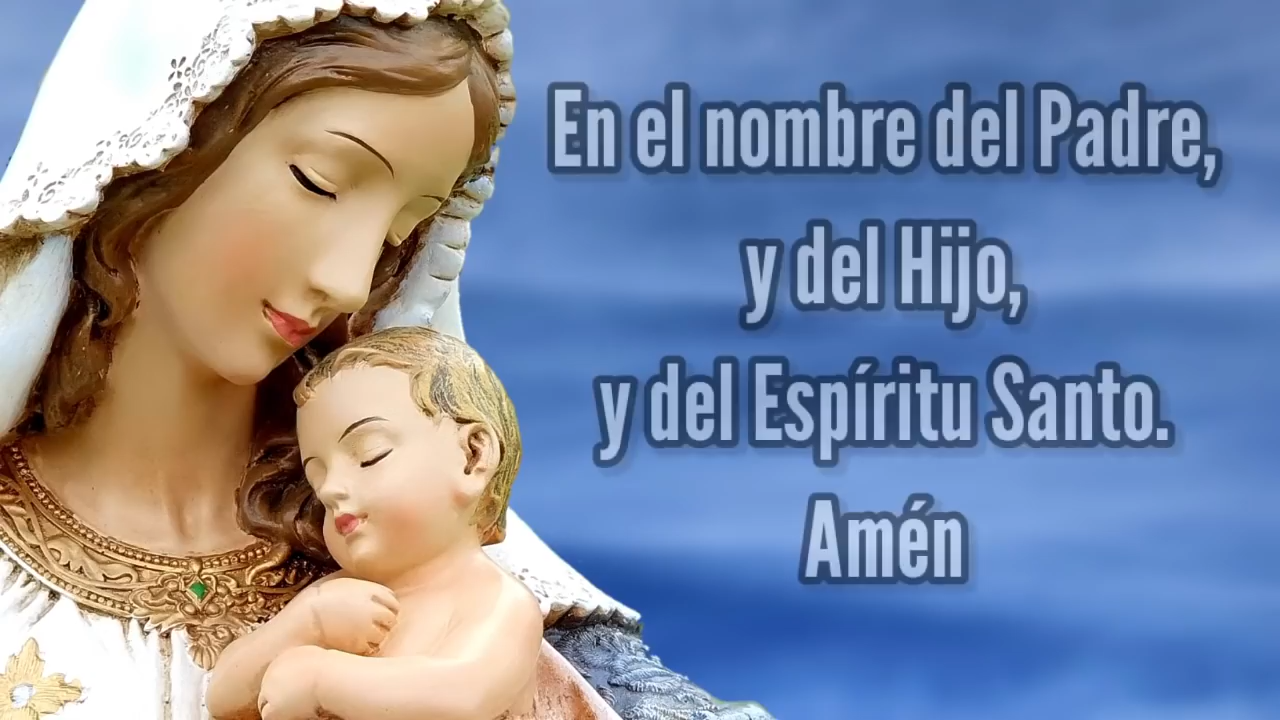 En el nombre del Padre,
y del Hijo,
y del Espíritu Santo.
Amén